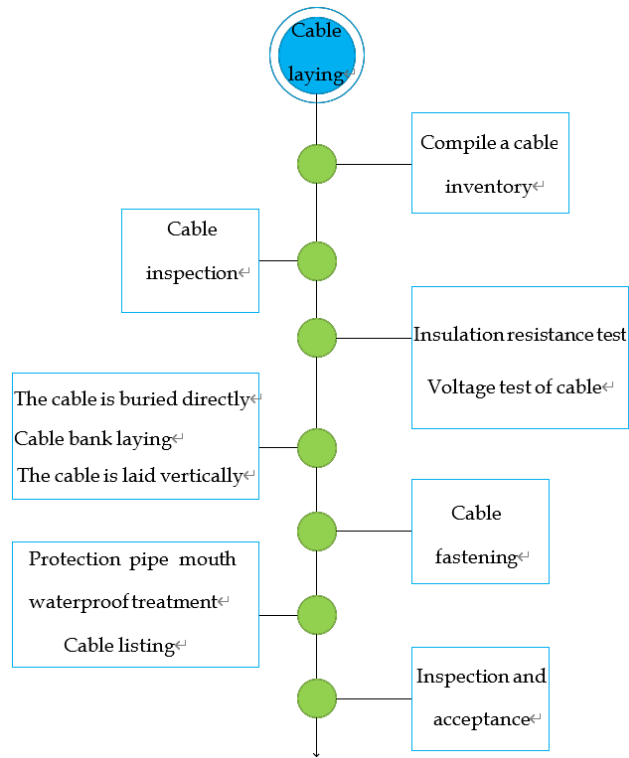 Cable
laying↵
Compile a cable
inventory↵
Cable
inspection↵
Insulation resistance test
Voltage test of cable↵
The cable is buried directly↵
Cable bank laying↵
The cable is laid vertically↵
Cable
fastening↵
Protection pipe mouth
waterproof treatment↵
Cable listing↵
Inspection and
acceptance↵